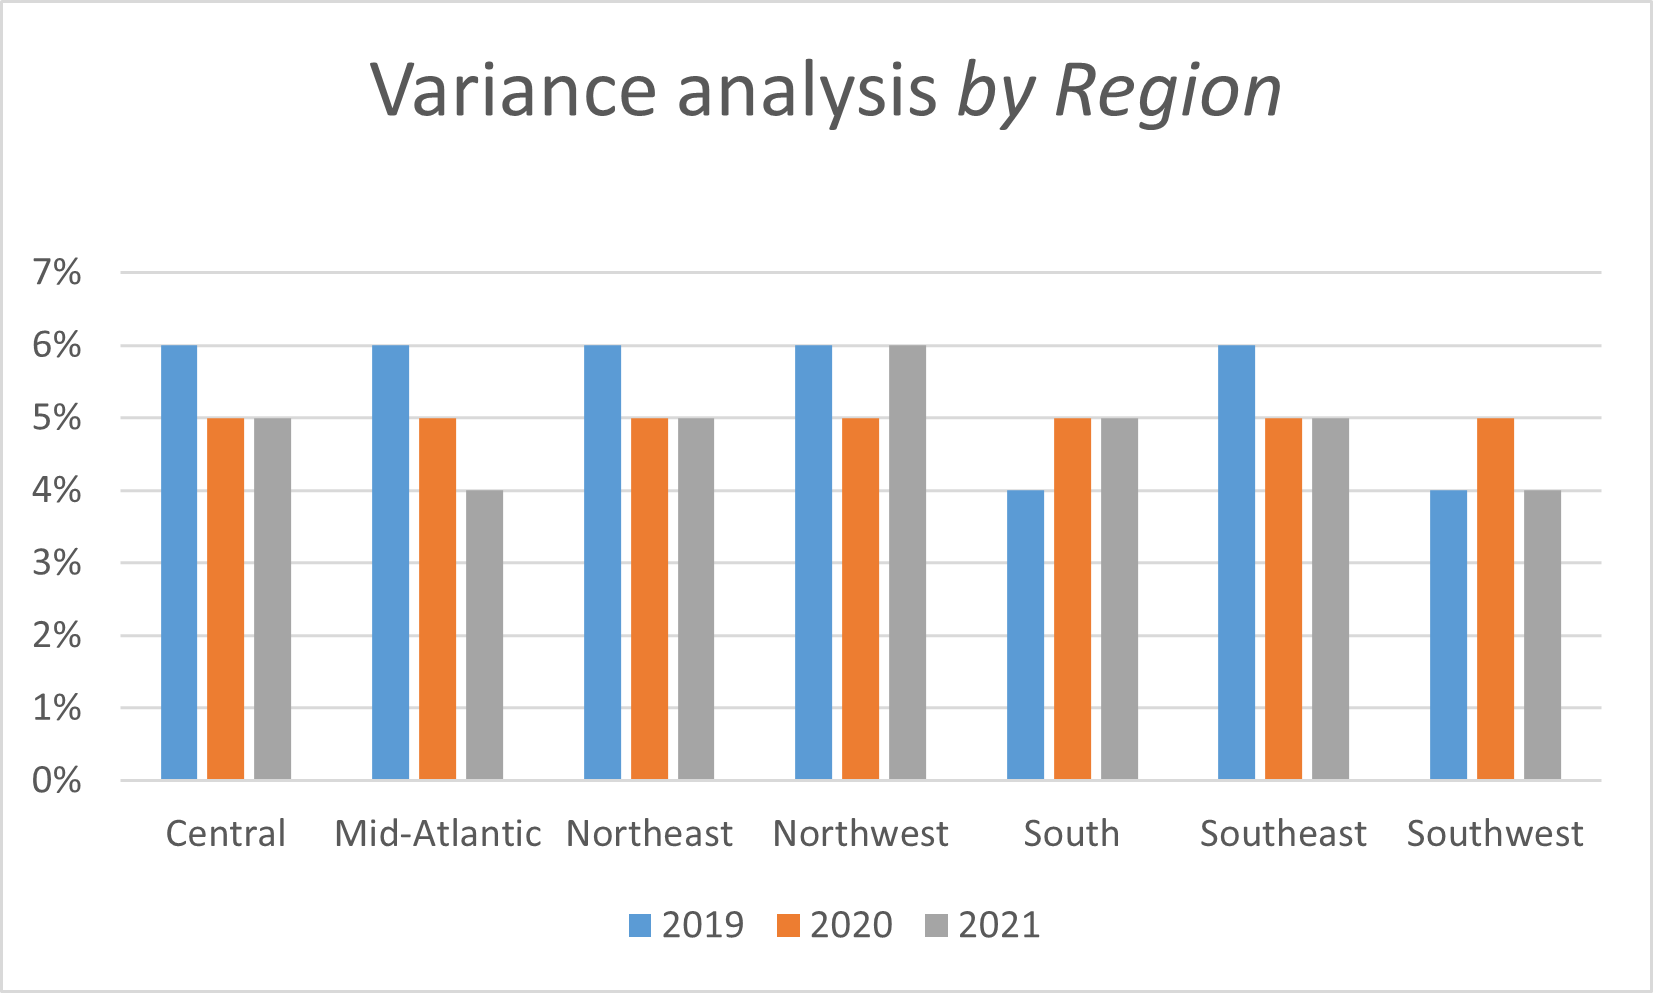 Variance analysis by Region
7%
6%
5%
4%
3%
2%
1%
0%
Central Mid-Atlantic Northeast Northwest South Southeast Southwest
2019 2020 2021